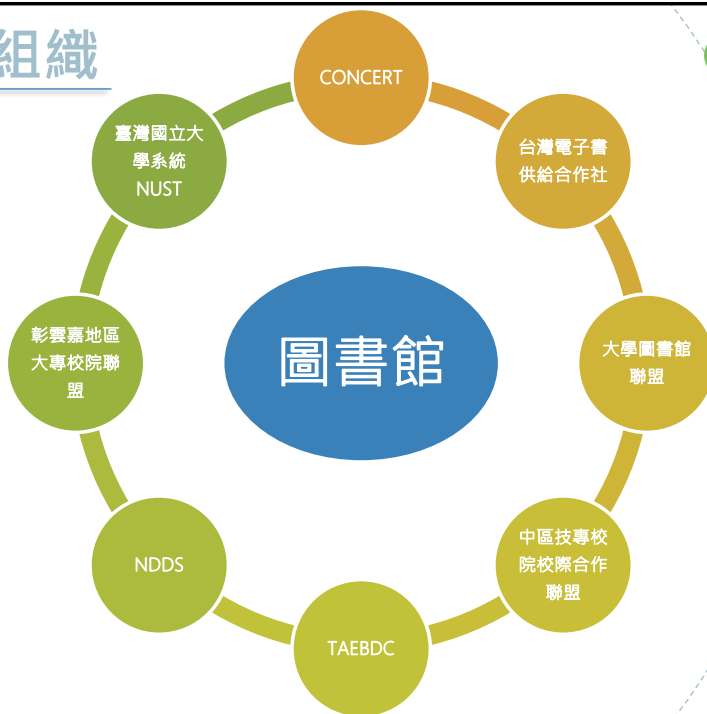 組織
CONCERT
台灣電子書
供給合作社
大學圖書館
聯盟
中區技專校
院校際合作
聯盟
TAEBDC
NDDS
彰雲嘉地區
大專校院聯
盟
臺灣國立大
學系統
NUST
圖書館